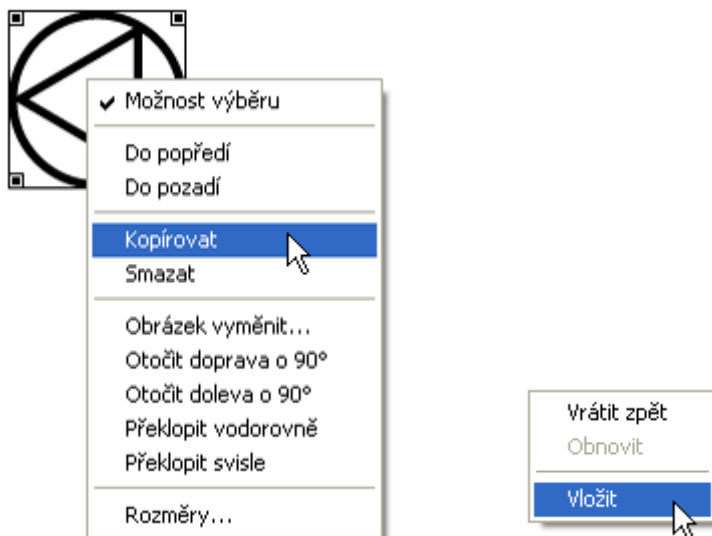 Možnost výběru
Do popředí
Do pozadí
Kopírovat
Smazat
Obrázek vyměnit...
Otočit doprava o 90°
Otočit doleva o 90°
Překlopit vodorovně
Překlopit svisle
Rozměry...
Vrátit zpět
Obnovit
Vložit